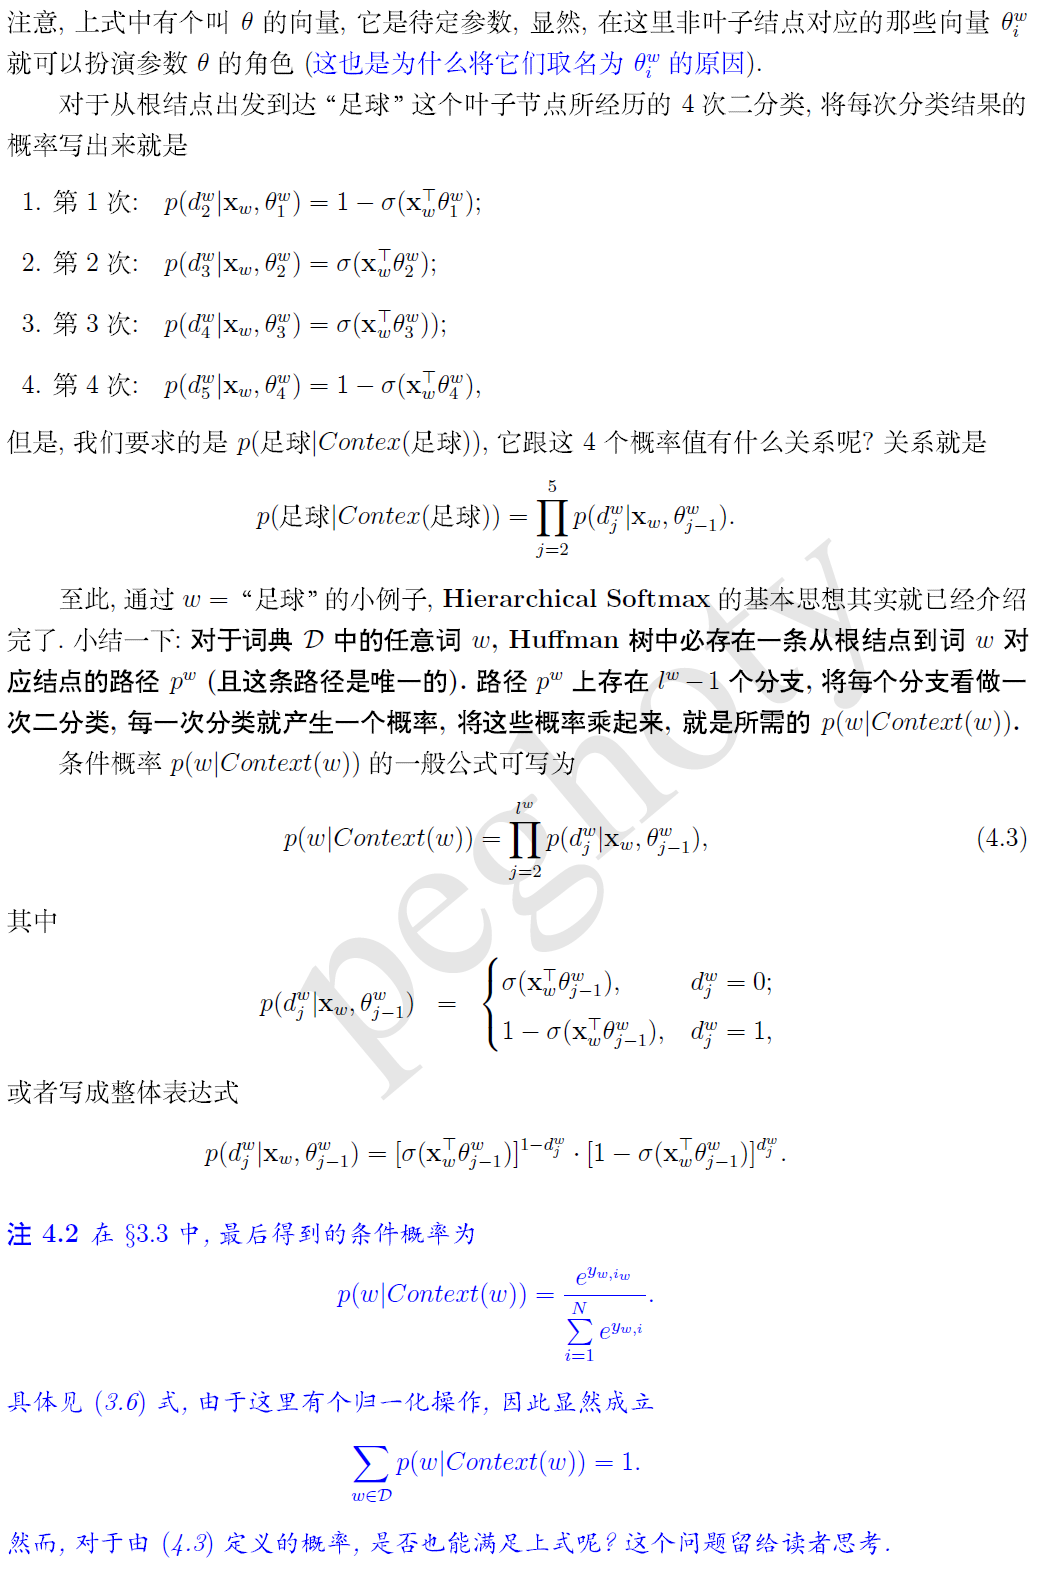 注意, 上式中有个叫 θ 的向量, 它是待定参数, 显然, 在这里非叶子结点对应的那些向量 θ_i^w
就可以扮演参数 θ 的角色 (这也是为什么将它们取名为 θ_i^w 的原因).
对于从根结点出发到达 “足球” 这个叶子节点所经历的 4 次二分类, 将每次分类结果的
概率写出来就是
1. 第 1 次: p(d_2^w|x_w, θ_1^w) = 1 − σ(x_w^⊤θ_1^w);
2. 第 2 次: p(d_3^w|x_w, θ_2^w) = σ(x_w^⊤θ_2^w);
3. 第 3 次: p(d_4^w|x_w, θ_3^w) = σ(x_w^⊤θ_3^w));
4. 第 4 次: p(d_5^w|x_w, θ_4^w) = 1 − σ(x_w^⊤θ_4^w),
但是, 我们要求的是 p(足球|Contex(足球)), 它跟这 4 个概率值有什么关系呢? 关系就是
p(足球|Contex(足球)) = ∏_{j=2}^{5} p(d_j^w|x_w, θ_{j−1}^w).
至此, 通过 w = “足球” 的小例子, Hierarchical Softmax 的基本思想其实就已经介绍
完了. 小结一下: 对于词典 𝒟 中的任意词 w, Huffman 树中必存在一条从根结点到词 w 对
应结点的路径 p^w (且这条路径是唯一的). 路径 p^w 上存在 l^w − 1 个分支, 将每个分支看做一
次二分类, 每一次分类就产生一个概率, 将这些概率乘起来, 就是所需的 p(w|Context(w)).
条件概率 p(w|Context(w)) 的一般公式可写为
p(w|Context(w)) = ∏_{j=2}^{l^w} p(d_j^w|x_w, θ_{j−1}^w), (4.3)
其中
p(d_j^w|x_w, θ_{j−1}^w) = { σ(x_w^⊤θ_{j−1}^w), d_j^w = 0;
1 − σ(x_w^⊤θ_{j−1}^w), d_j^w = 1,
或者写成整体表达式
p(d_j^w|x_w, θ_{j−1}^w) = [σ(x_w^⊤θ_{j−1}^w)]^{1−d_j^w} · [1 − σ(x_w^⊤θ_{j−1}^w)]^{d_j^w}.
注 4.2 在 §3.3 中, 最后得到的条件概率为
p(w|Context(w)) = e^{y_{w,i_w}} / ∑_{i=1}^{N} e^{y_{w,i}}.
具体见 (3.6) 式, 由于这里有个归一化操作, 因此显然成立
∑_{w∈𝒟} p(w|Context(w)) = 1.
然而, 对于由 (4.3) 定义的概率, 是否也能满足上式呢? 这个问题留给读者思考.
peghoty